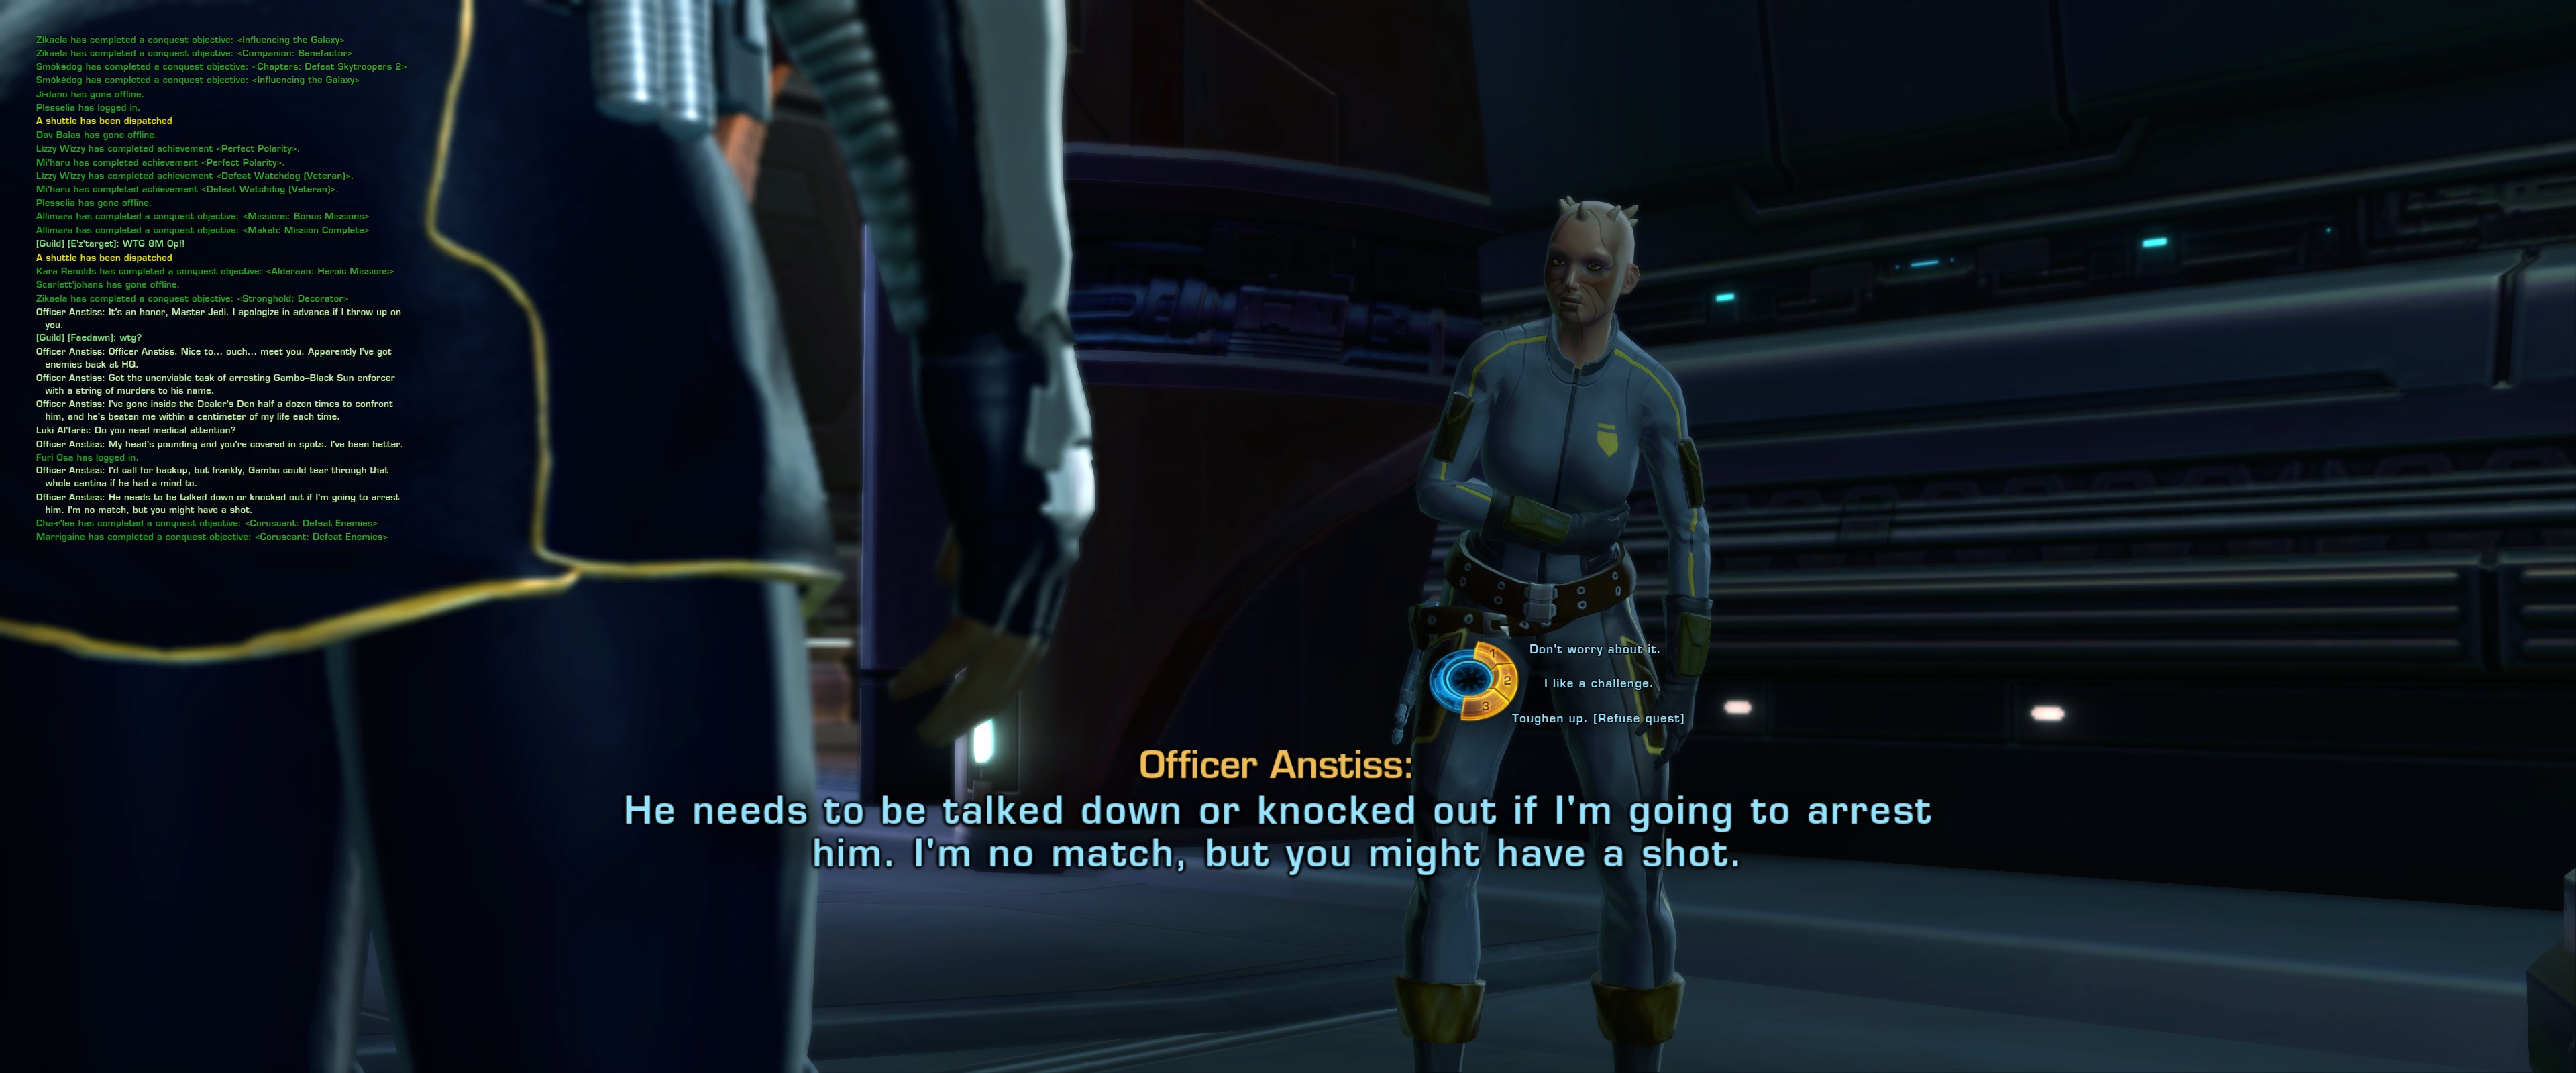 Zikaela has completed a conquest objective: <Influencing the Galaxy>
Zikaela has completed a conquest objective: <Companion: Benefactor>
Smókédog has completed a conquest objective: <Chapters: Defeat Skytroopers 2>
Smókédog has completed a conquest objective: <Influencing the Galaxy>
Ji-dano has gone offline.
Plesselia has logged in.
A shuttle has been dispatched
Dav Balas has gone offline.
Lizzy Wizzy has completed achievement <Perfect Polarity>.
Mi'haru has completed achievement <Perfect Polarity>.
Lizzy Wizzy has completed achievement <Defeat Watchdog (Veteran)>.
Mi'haru has completed achievement <Defeat Watchdog (Veteran)>.
Plesselia has gone offline.
Allimara has completed a conquest objective: <Missions: Bonus Missions>
Allimara has completed a conquest objective: <Makeb: Mission Complete>
[Guild] [E'z'target]: WTG 8M Op!!
A shuttle has been dispatched
Kara Renolds has completed a conquest objective: <Alderaan: Heroic Missions>
Scarlett'johans has gone offline.
Zikaela has completed a conquest objective: <Stronghold: Decorator>
Officer Anstiss: It's an honor, Master Jedi. I apologize in advance if I throw up on
you.
[Guild] [Faedawn]: wtg?
Officer Anstiss: Officer Anstiss. Nice to... ouch... meet you. Apparently I've got
enemies back at HQ.
Officer Anstiss: Got the unenviable task of arresting Gambo–Black Sun enforcer
with a string of murders to his name.
Officer Anstiss: I've gone inside the Dealer's Den half a dozen times to confront
him, and he's beaten me within a centimeter of my life each time.
Luki Al'faris: Do you need medical attention?
Officer Anstiss: My head's pounding and you're covered in spots. I've been better.
Furi Osa has logged in.
Officer Anstiss: I'd call for backup, but frankly, Gambo could tear through that
whole cantina if he had a mind to.
Officer Anstiss: He needs to be talked down or knocked out if I'm going to arrest
him. I'm no match, but you might have a shot.
Cha-r'lee has completed a conquest objective: <Coruscant: Defeat Enemies>
Marrigaine has completed a conquest objective: <Coruscant: Defeat Enemies>
1 Don't worry about it.
2 I like a challenge.
3 Toughen up. [Refuse quest]
Officer Anstiss:
He needs to be talked down or knocked out if I'm going to arrest
him. I'm no match, but you might have a shot.